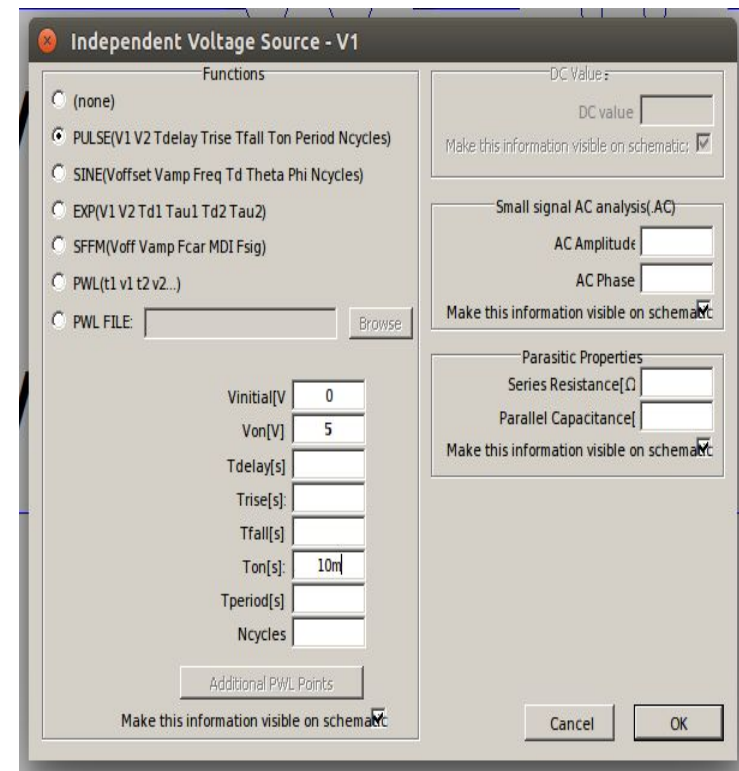 Independent Voltage Source - V1
Functions
(none)
PULSE(V1 V2 Tdelay Trise Tfall Ton Period Ncycles)
SINE(Voffset Vamp Freq Td Theta Phi Ncycles)
EXP(V1 V2 Td1 Tau1 Td2 Tau2)
SFFM(Voff Vamp Fcar MDI Fsig)
PWL(t1 v1 t2 v2...)
PWL FILE:
Browse
Vinitial[V
0
Von[V]
5
Tdelay[s]
Trise[s]:
Tfall[s]
Ton[s]:
10m
Tperiod[s]
Ncycles
Additional PWL Points
Make this information visible on schematic
DC Value:
DC value
Make this information visible on schematic:
Small signal AC analysis(.AC)
AC Amplitude
AC Phase
Make this information visible on schematic
Parasitic Properties
Series Resistance[Ω
Parallel Capacitance[
Make this information visible on schematic
Cancel
OK